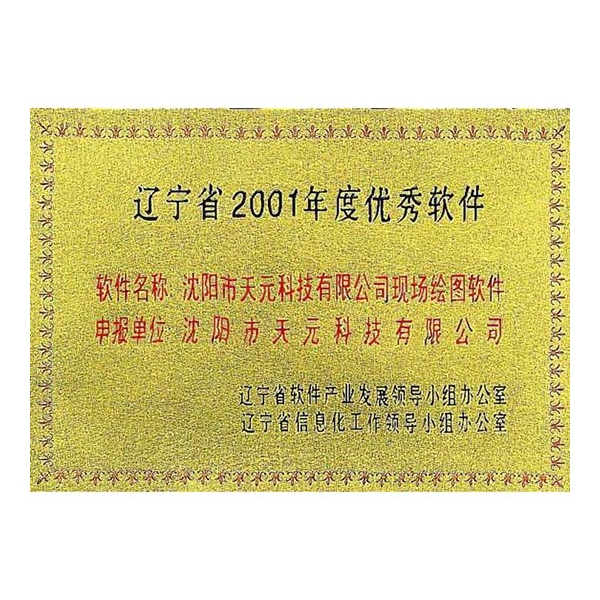 辽宁省2001年度优秀软件
软件名称: 沈阳市天元科技有限公司现场绘图软件
申报单位: 沈阳市天元科技有限公司
辽宁省软件产业发展领导小组办公室
辽宁省信息化工作领导小组办公室